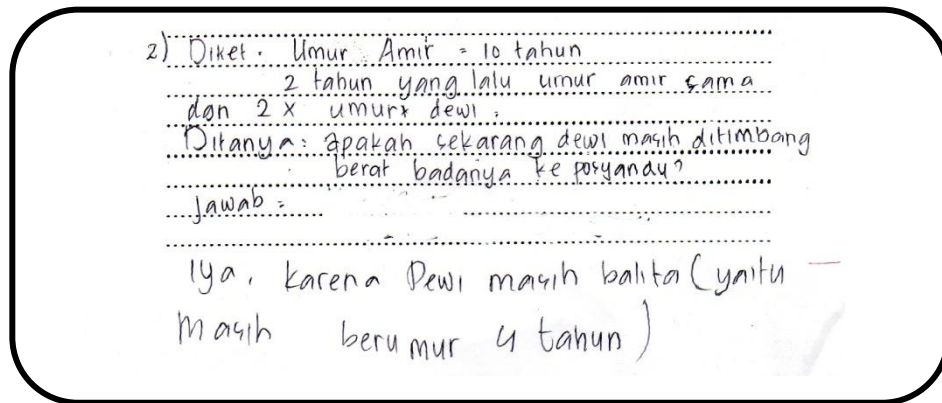 2) Diket. Umur Amir = 10 tahun
2 tahun yang lalu umur amir sama
dan 2 x umurx dewi.
Ditanya: apakah sekarang dewi masih ditimbang
berat badanya ke posyandu?
Jawab:
Iya, karena Dewi masih balita (yaitu
masih berumur 4 tahun)